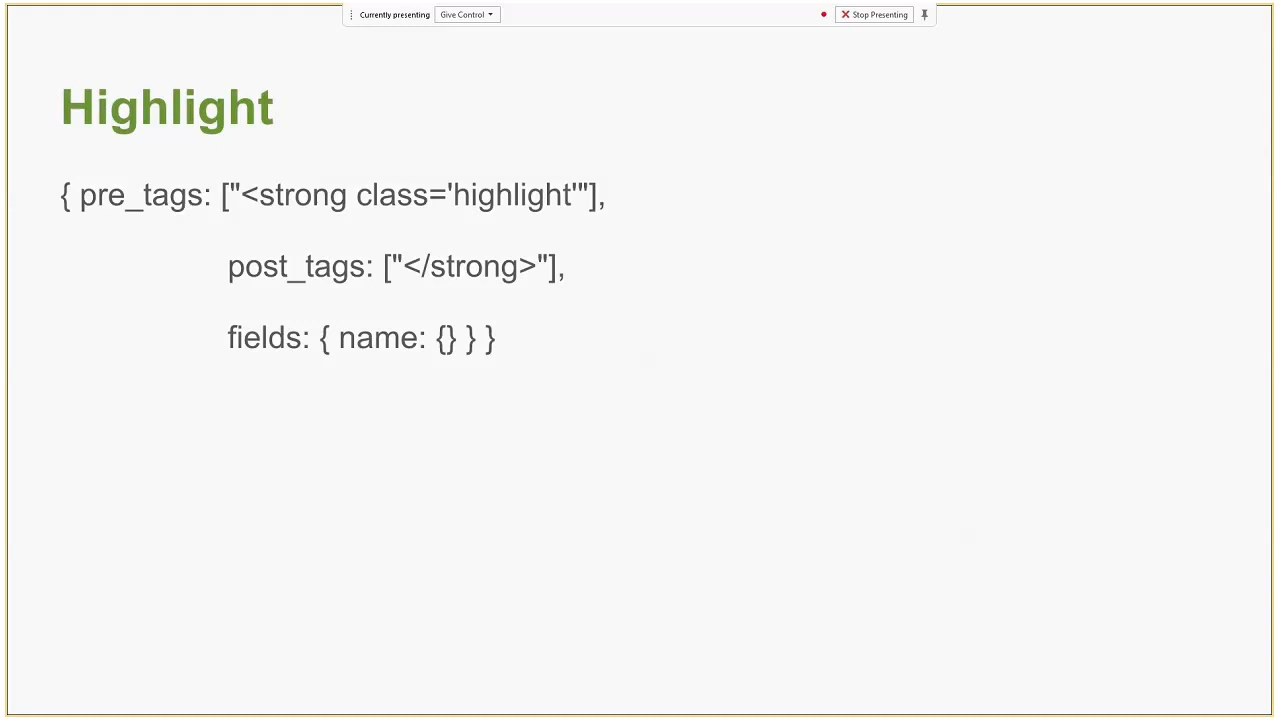 Currently presenting Give Control Stop Presenting
Highlight
{ pre_tags: ["<strong class='highlight'"],
post_tags: ["</strong>"],
fields: { name: {} } }